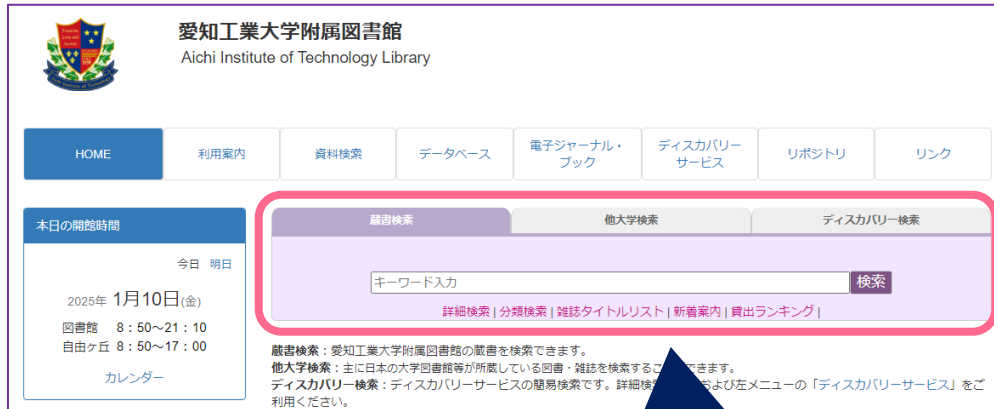 愛知工業大学附属図書館
Aichi Institute of Technology Library
HOME
利用案内
資料検索
データベース
電子ジャーナル・
ブック
ディスカバリー
サービス
リポジトリ
リンク
本日の開館時間
今日 明日
2025年 1月10日(金)
図書館 8：50～21：10
自由ヶ丘 8：50～17：00
カレンダー
蔵書検索
他大学検索
ディスカバリー検索
キーワード入力
検索
詳細検索 | 分類検索 | 雑誌タイトルリスト | 新着案内 | 貸出ランキング |
蔵書検索：愛知工業大学附属図書館の蔵書を検索できます。
他大学検索：主に日本の大学図書館等が所蔵している図書・雑誌を検索するこ できます。
ディスカバリー検索：ディスカバリーサービスの簡易検索です。詳細検 および左メニューの「ディスカバリーサービス」をご
利用ください。